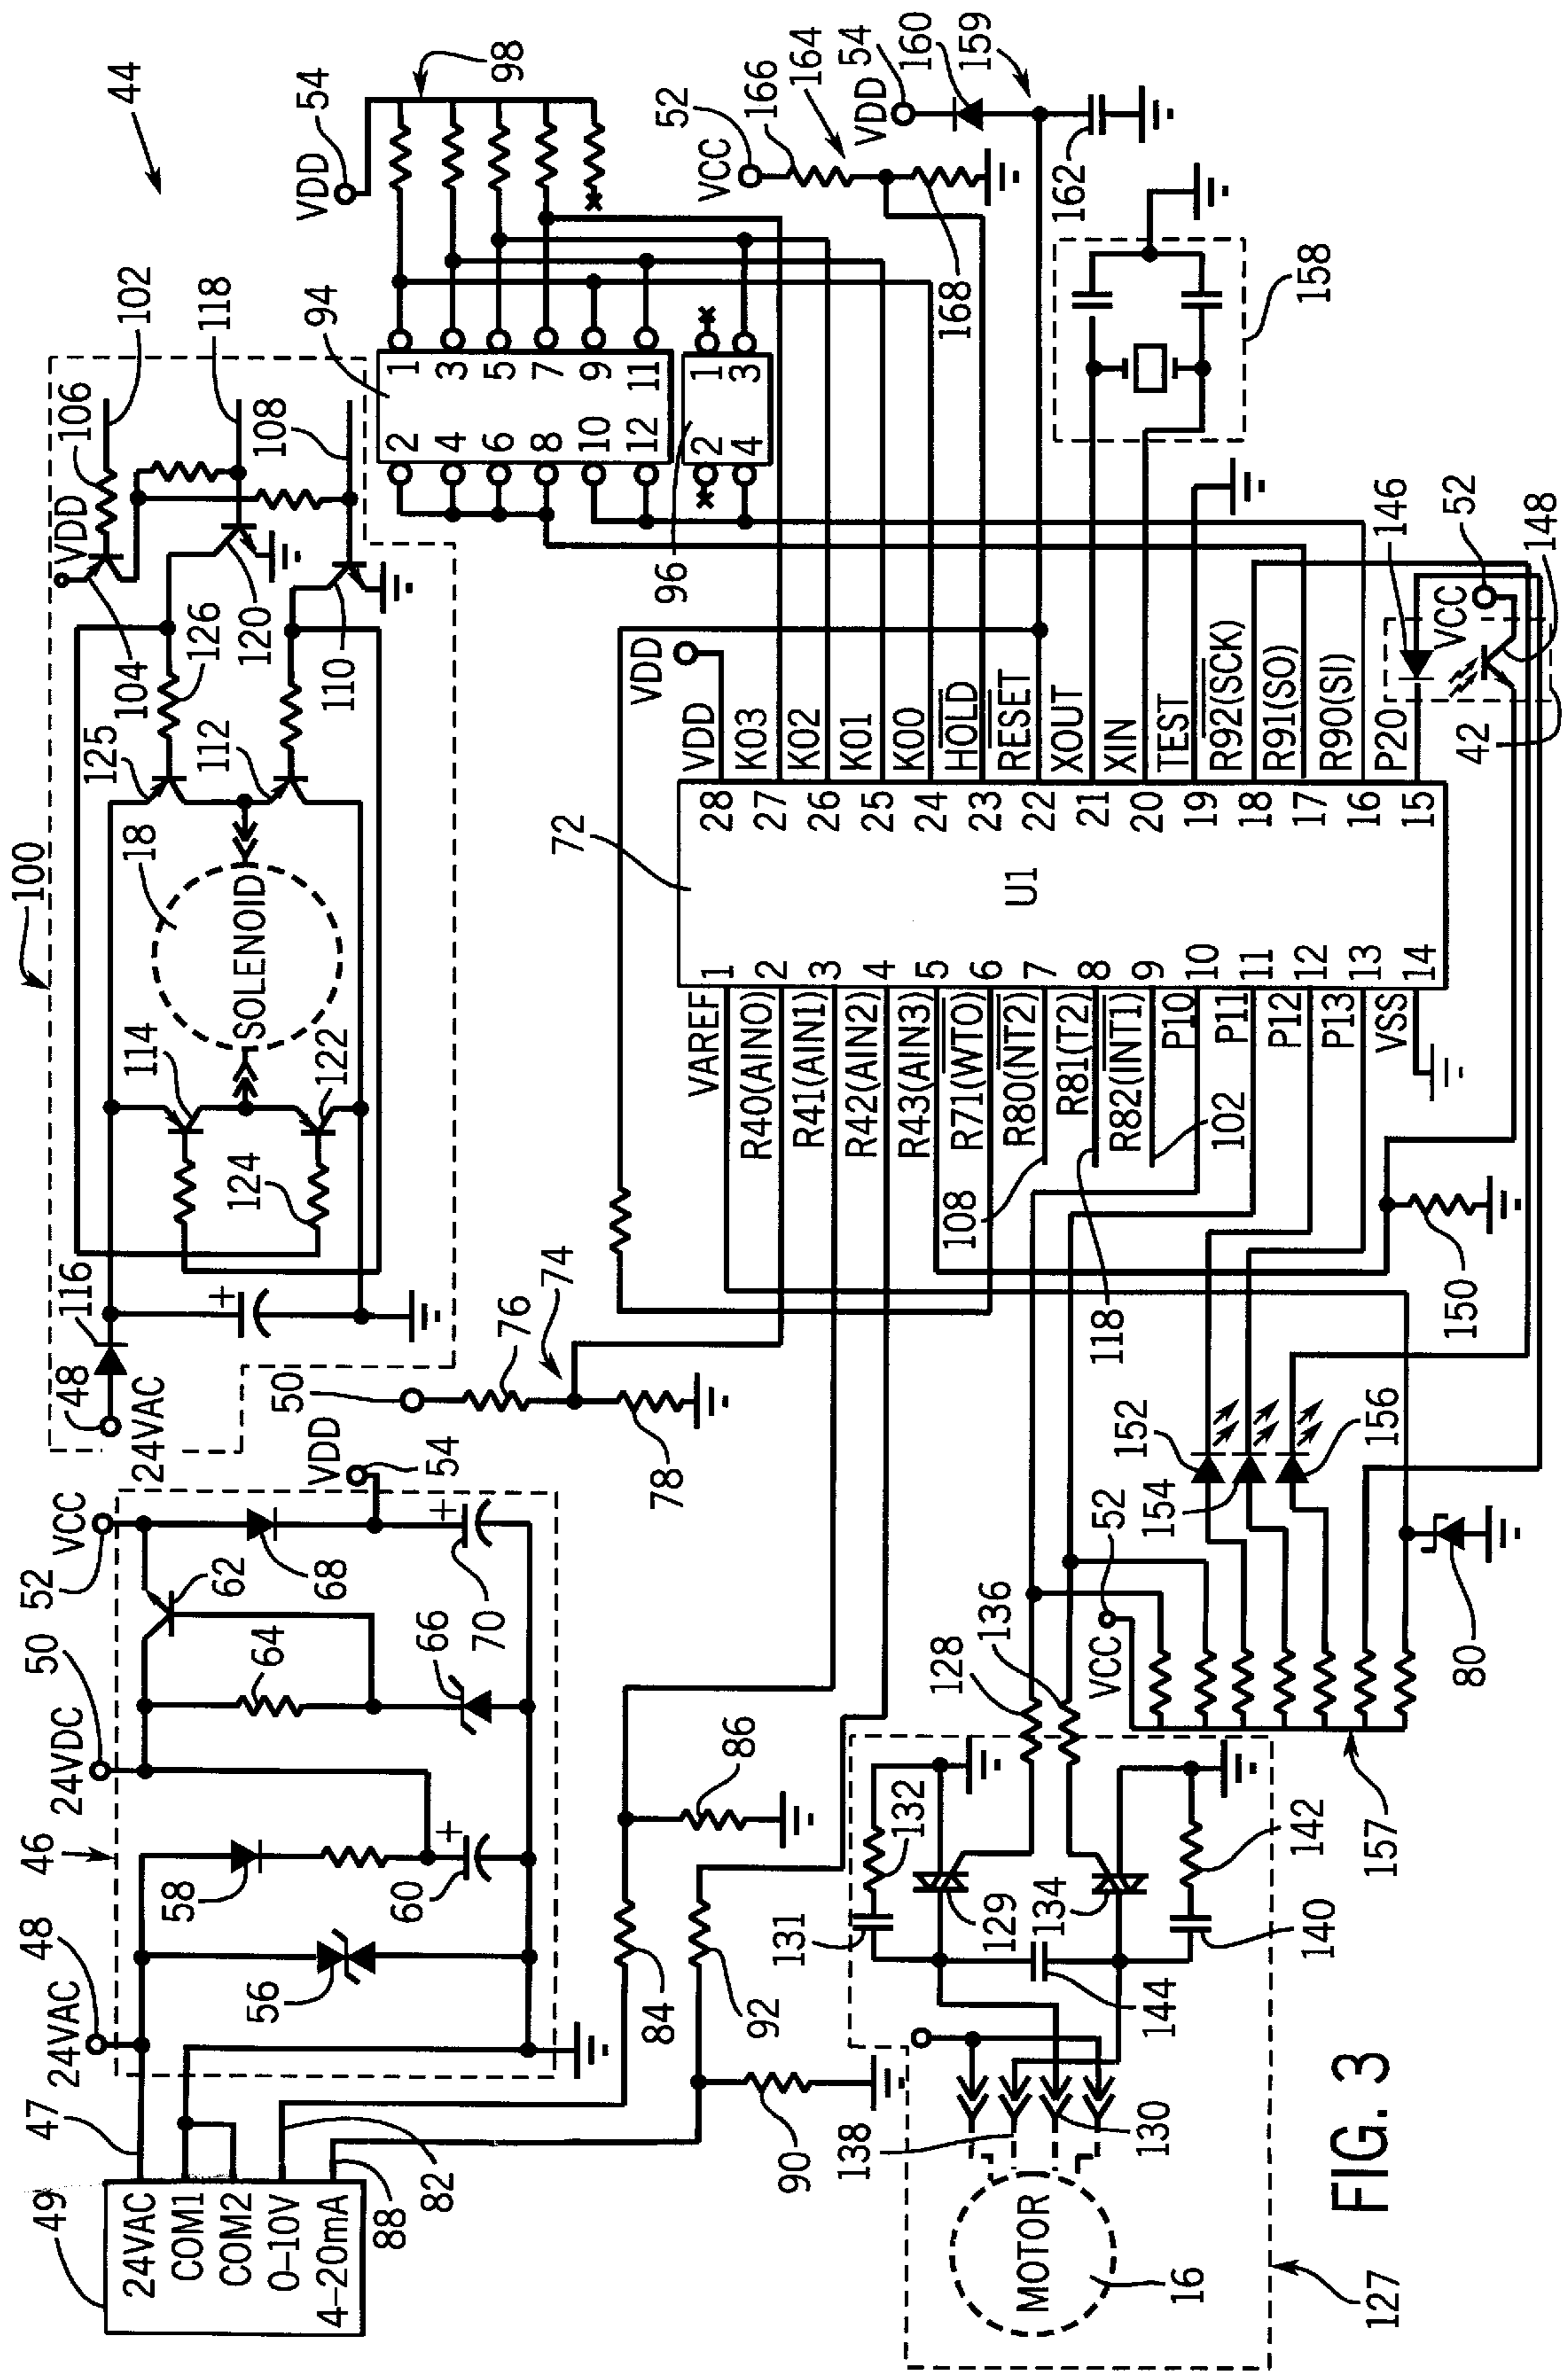 44
100
46
47
49
24VAC
COM1
COM2
0–10V
4–20mA
88
82
24VAC
48
56
58
60
24VDC
50
52
VCC
62
64
66
68
70
VDD
54
48
24VAC
116
114
124
122
SOLENOID
18
125
112
126
104
120
110
VDD
106
102
118
108
VDD
54
98
94
2
4
6
8
10
12
1
3
5
7
9
11
96
2
4
1
3
50
76
74
78
84
86
92
90
72
U1
VAREF
R40(AIN0)
R41(AIN1)
R42(AIN2)
R43(AIN3)
R71(WTO)
R80(NT2)
R81(T2)
R82(INT1)
P10
P11
P12
P13
VSS
1
2
3
4
5
6
7
8
9
10
11
12
13
14
28
27
26
25
24
23
22
21
20
19
18
17
16
15
VDD
VDD
K03
K02
K01
K00
HOLD
RESET
XOUT
XIN
TEST
R92(SCK)
R91(SO)
R90(SI)
P20
108
118
102
52
VCC
166
164
168
54
VDD
160
159
162
158
146
VCC
52
148
42
150
152
154
156
52
VCC
80
157
128
136
132
131
129
134
142
140
144
138
130
MOTOR
16
127
FIG. 3